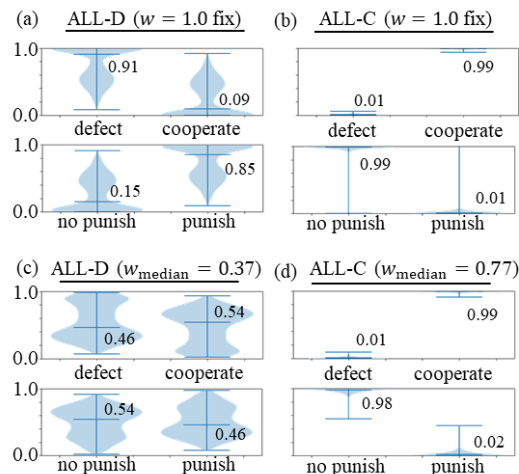 (a) ALL-D (w = 1.0 fix)
1.0
0.91
0.09
0.0
defect cooperate
1.0
0.15
0.85
0.0
no punish punish
(b) ALL-C (w = 1.0 fix)
0.99
0.01
defect cooperate
0.99
0.01
no punish punish
(c) ALL-D (w_median = 0.37)
1.0
0.54
0.46
0.0
defect cooperate
1.0
0.54
0.46
0.0
no punish punish
(d) ALL-C (w_median = 0.77)
0.99
0.01
defect cooperate
0.98
0.02
no punish punish